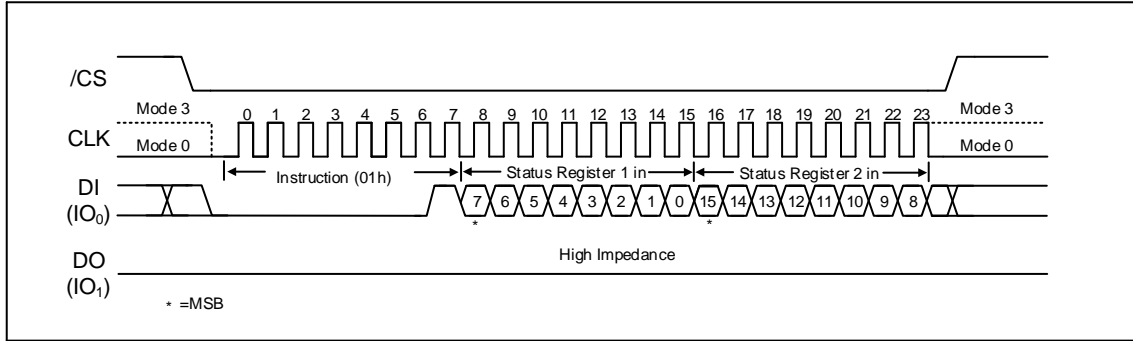 /CS
Mode 3
0 1 2 3 4 5 6 7 8 9 10 11 12 13 14 15 16 17 18 19 20 21 22 23
Mode 3
CLK
Mode 0
Mode 0
Instruction (01h)
Status Register 1 in
Status Register 2 in
DI
(IO₀)
7 6 5 4 3 2 1 0 15 14 13 12 11 10 9 8
* *
High Impedance
DO
(IO₁)
* =MSB